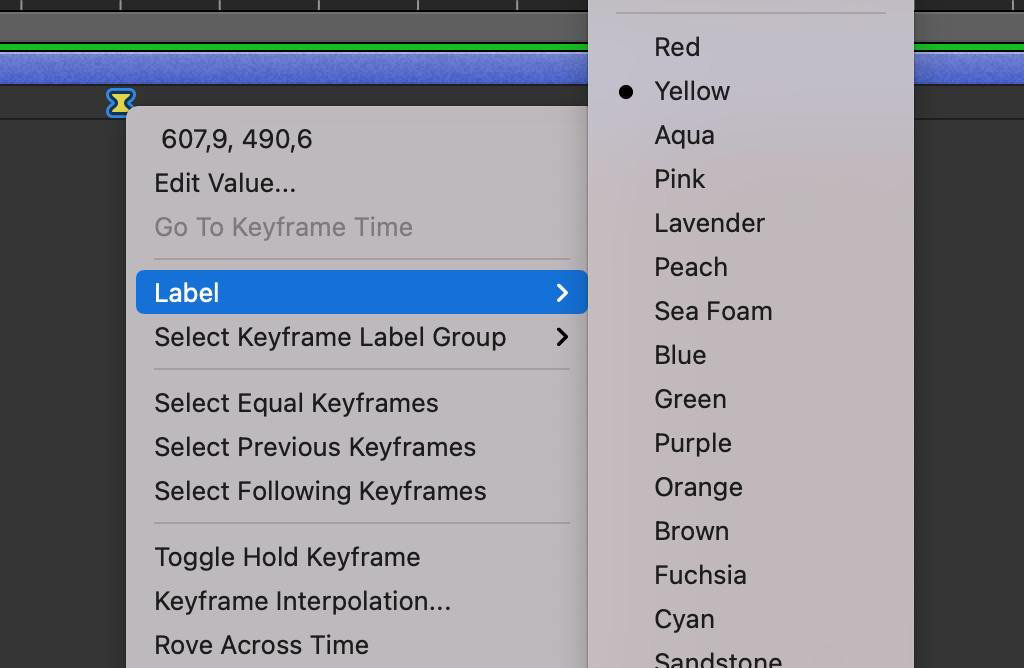 607,9, 490,6
Edit Value...
Go To Keyframe Time
Label
Select Keyframe Label Group
Select Equal Keyframes
Select Previous Keyframes
Select Following Keyframes
Toggle Hold Keyframe
Keyframe Interpolation...
Rove Across Time
Red
Yellow
Aqua
Pink
Lavender
Peach
Sea Foam
Blue
Green
Purple
Orange
Brown
Fuchsia
Cyan
Sandstone